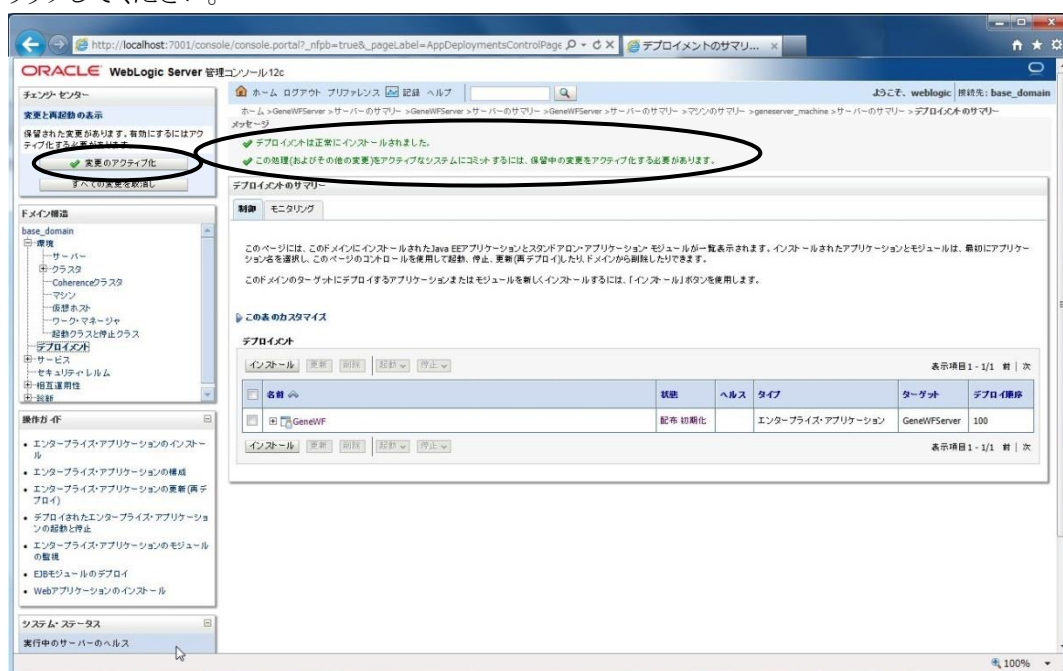 リックしてください。
http://localhost:7001/console/console.portal?_nfpb=true&_pageLabel=AppDeploymentsControlPage
デプロイメントのサマリ...
ORACLE WebLogic Server 管理コンソール12c
チェンジ・センター
変更と再起動の表示
保留された変更があります。有効にするにはアク
ティブ化する必要があります。
変更のアクティブ化
すべての変更を取消し
ドメイン構造
base_domain
環境
サーバー
クラスタ
Coherenceクラスタ
マシン
仮想ホスト
ワーク・マネージャ
起動クラスと停止クラス
デプロイメント
サービス
セキュリティ・レルム
相互運用性
診断
操作ガイド
エンタープライズ・アプリケーションのインストー
ル
エンタープライズ・アプリケーションの構成
エンタープライズ・アプリケーションの更新(再デ
プロイ)
デプロイされたエンタープライズ・アプリケーショ
ンの起動と停止
エンタープライズ・アプリケーションのモジュール
の監視
EJBモジュールのデプロイ
Webアプリケーションのインストール
システム・ステータス
実行中のサーバーのヘルス
ホーム ログアウト プリファレンス 記録 ヘルプ
ようこそ、weblogic 接続先: base_domain
ホーム >GeneWFServer >サーバーのサマリー >GeneWFServer >サーバーのサマリー >GeneWFServer >サーバーのサマリー >マシンのサマリー >geneserver_machine >サーバーのサマリー >デプロイメントのサマリー
メッセージ
デプロイメントは正常にインストールされました。
この処理(およびその他の変更)をアクティブなシステムにコミットするには、保留中の変更をアクティブ化する必要があります。
デプロイメントのサマリー
制御 モニタリング
このページには、このドメインにインストールされたJava EEアプリケーションとスタンドアロン・アプリケーション・モジュールが一覧表示されます。インストールされたアプリケーションとモジュールは、最初にアプリケー
ション名を選択し、このページのコントロールを使用して起動、停止、更新(再デプロイ)したり、ドメインから削除したりできます。
このドメインのターゲットにデプロイするアプリケーションまたはモジュールを新しくインストールするには、「インストール」ボタンを使用します。
この表のカスタマイズ
デプロイメント
インストール 更新 削除 起動 停止
表示項目1 - 1/1 前 | 次
名前 状態 ヘルス タイプ ターゲット デプロイ順序
GeneWF 配布 初期化 エンタープライズ・アプリケーション GeneWFServer 100
インストール 更新 削除 起動 停止
表示項目1 - 1/1 前 | 次
100%